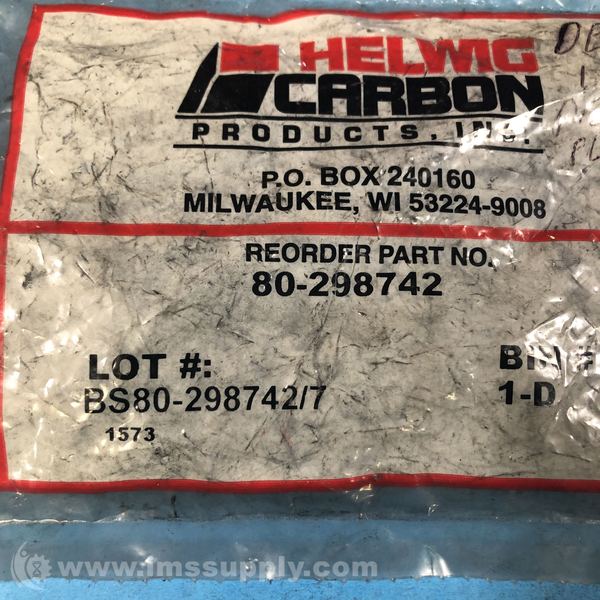 HELWIG
CARBON
PRODUCTS, INC.
P.O. BOX 240160
MILWAUKEE, WI 53224-9008
REORDER PART NO.
80-298742
LOT #:
BIN #
BS80-298742/7
1-D
1573
www.imssupply.com